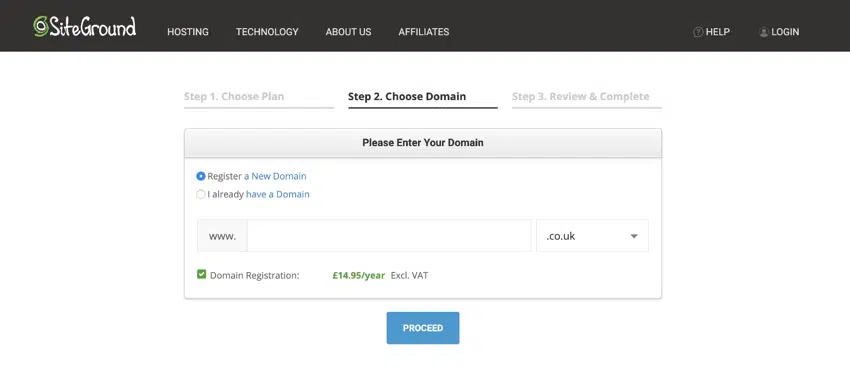 SiteGround
HOSTING TECHNOLOGY ABOUT US AFFILIATES HELP LOGIN
Step 1. Choose Plan Step 2. Choose Domain Step 3. Review & Complete
Please Enter Your Domain
Register a New Domain
I already have a Domain
www. .co.uk
Domain Registration: £14.95/year Excl. VAT
PROCEED